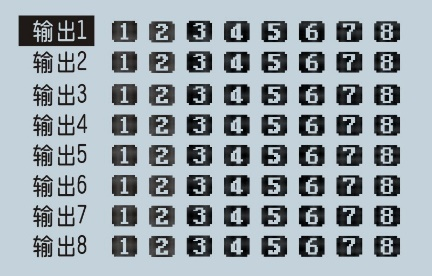 输出1 1 2 3 4 5 6 7 8
输出2 1 2 3 4 5 6 7 8
输出3 1 2 3 4 5 6 7 8
输出4 1 2 3 4 5 6 7 8
输出5 1 2 3 4 5 6 7 8
输出6 1 2 3 4 5 6 7 8
输出7 1 2 3 4 5 6 7 8
输出8 1 2 3 4 5 6 7 8